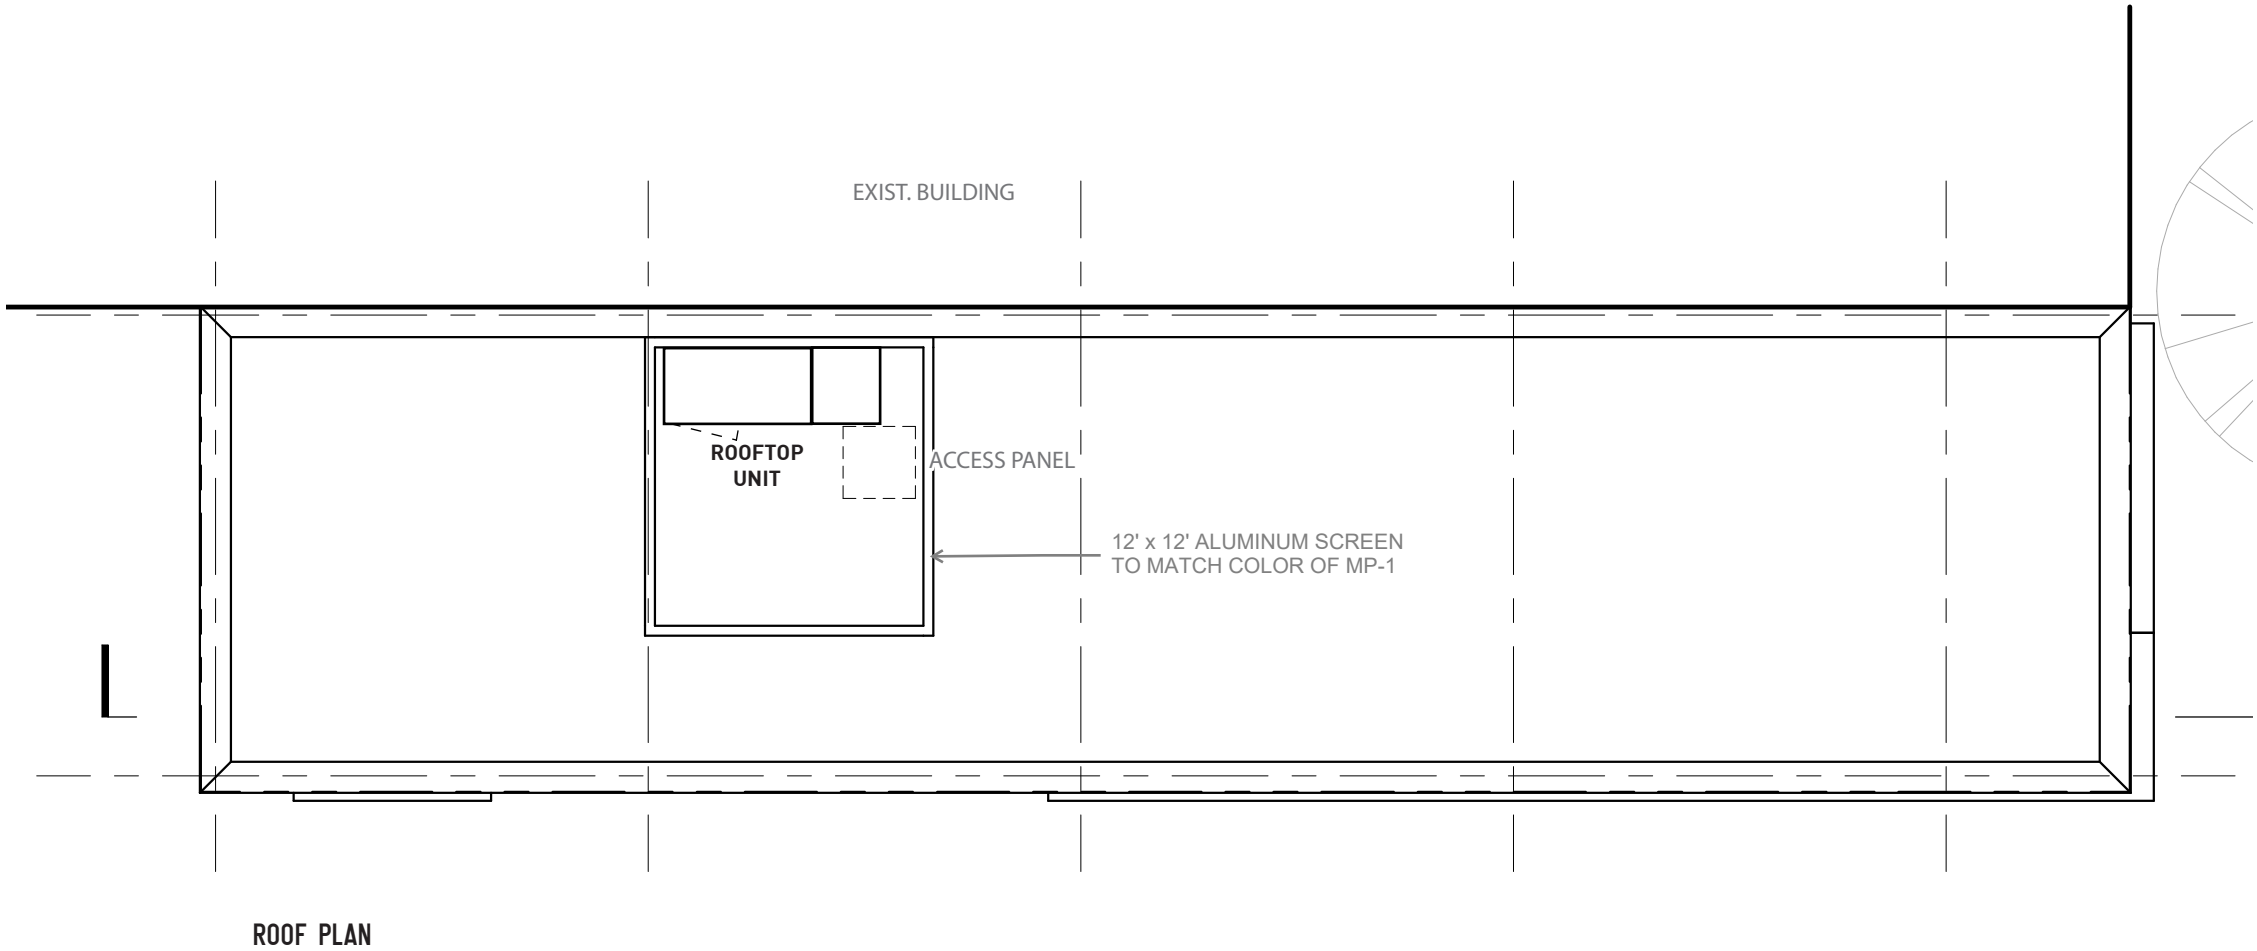 EXIST. BUILDING
ROOFTOP
UNIT
ACCESS PANEL
12' x 12' ALUMINUM SCREEN
TO MATCH COLOR OF MP-1
ROOF PLAN